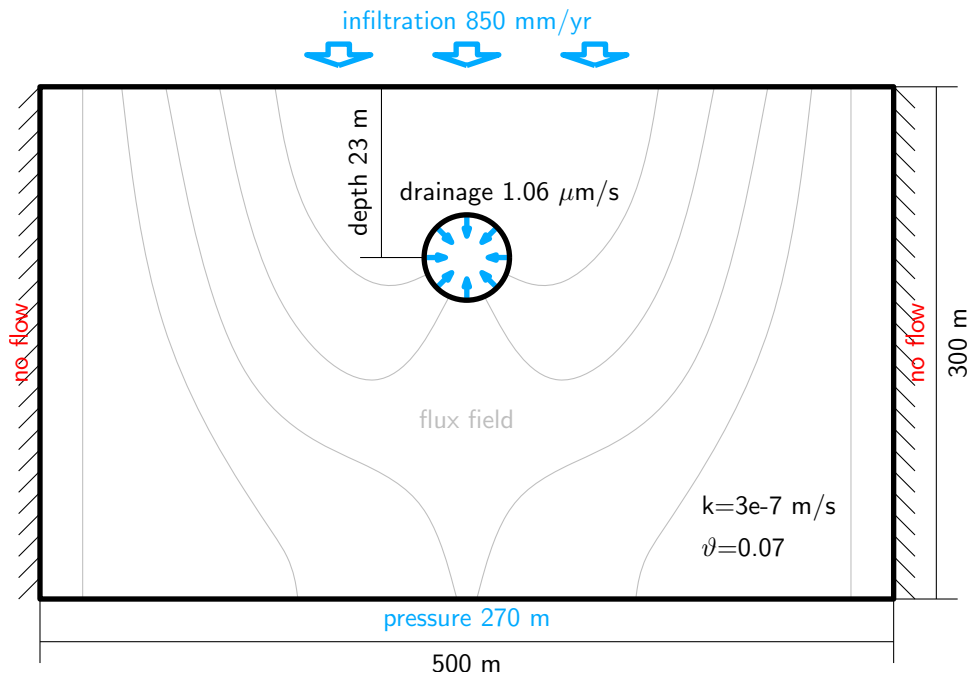 infiltration 850 mm/yr
depth 23 m
drainage 1.06 μm/s
no flow
no flow
300 m
flux field
k=3e-7 m/s
ϑ=0.07
pressure 270 m
500 m